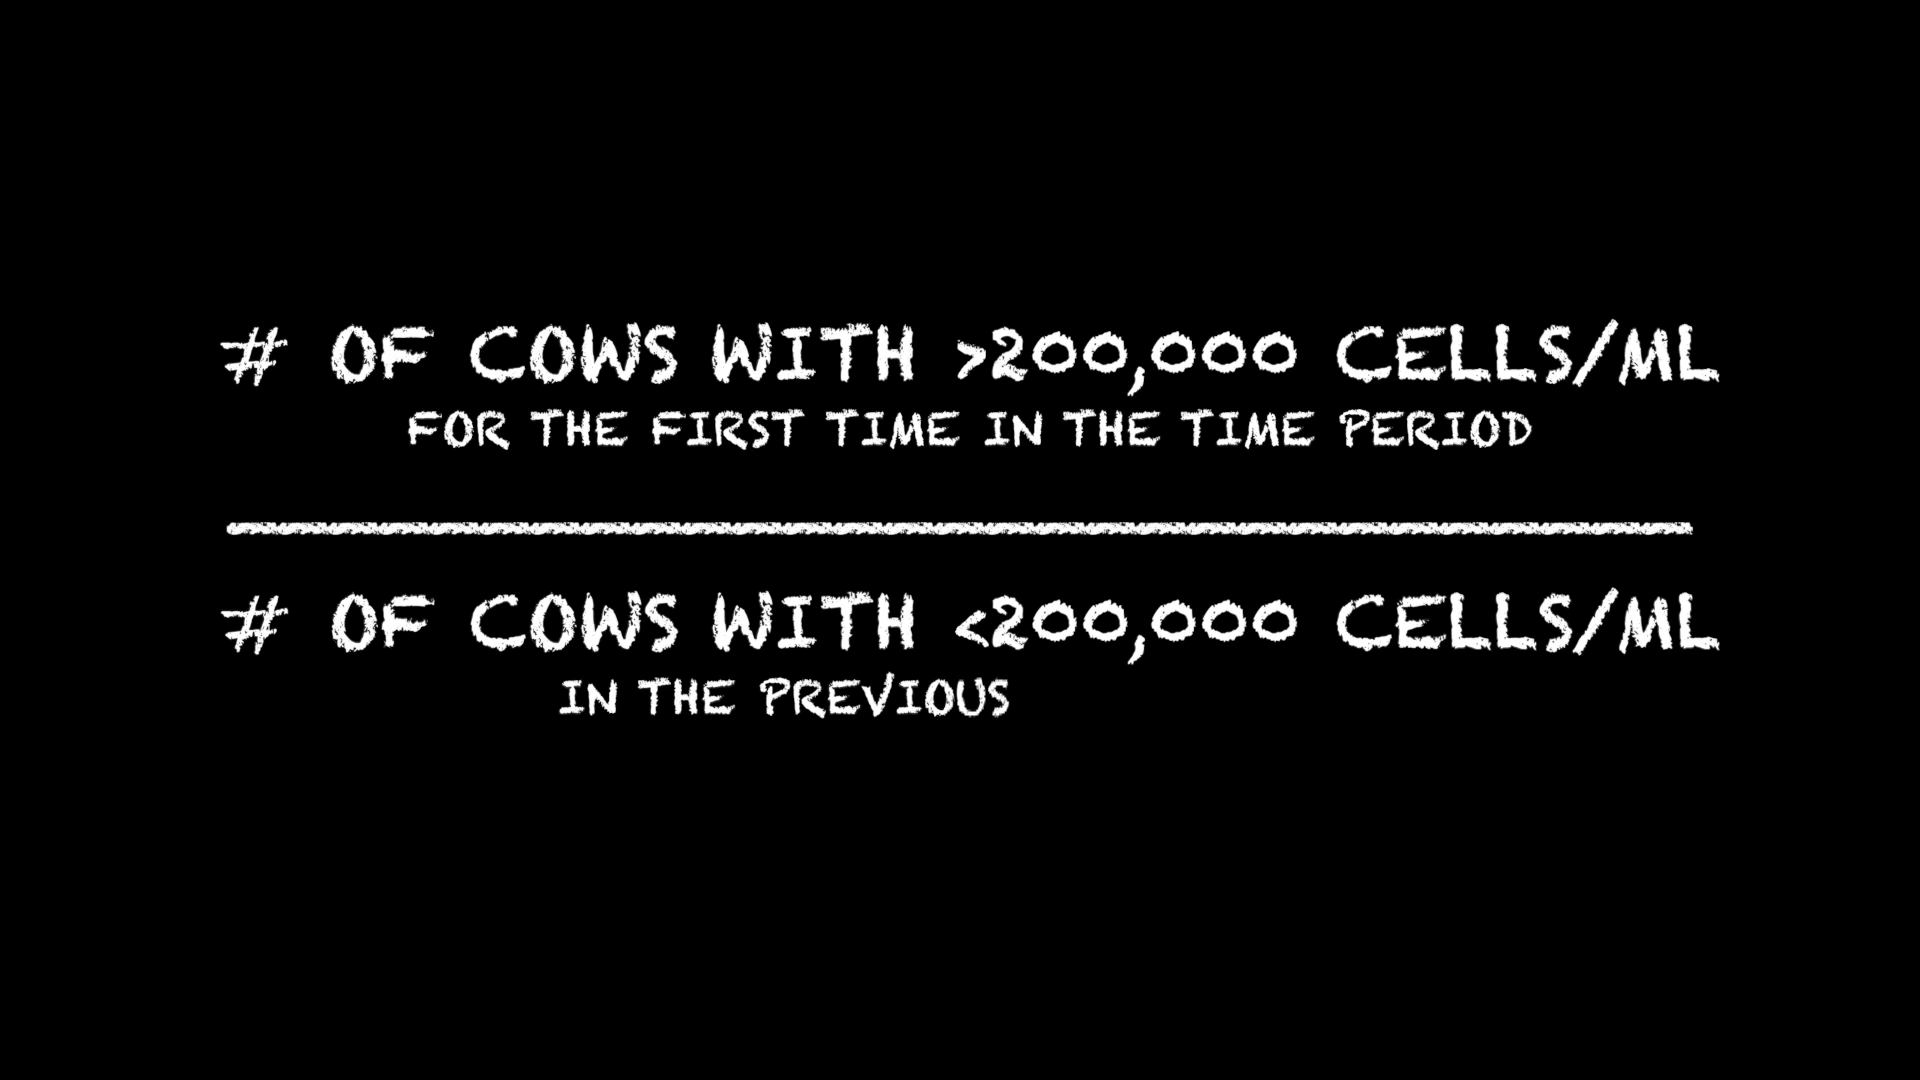 # OF COWS WITH >200,000 CELLS/ML
FOR THE FIRST TIME IN THE TIME PERIOD
# OF COWS WITH <200,000 CELLS/ML
IN THE PREVIOUS